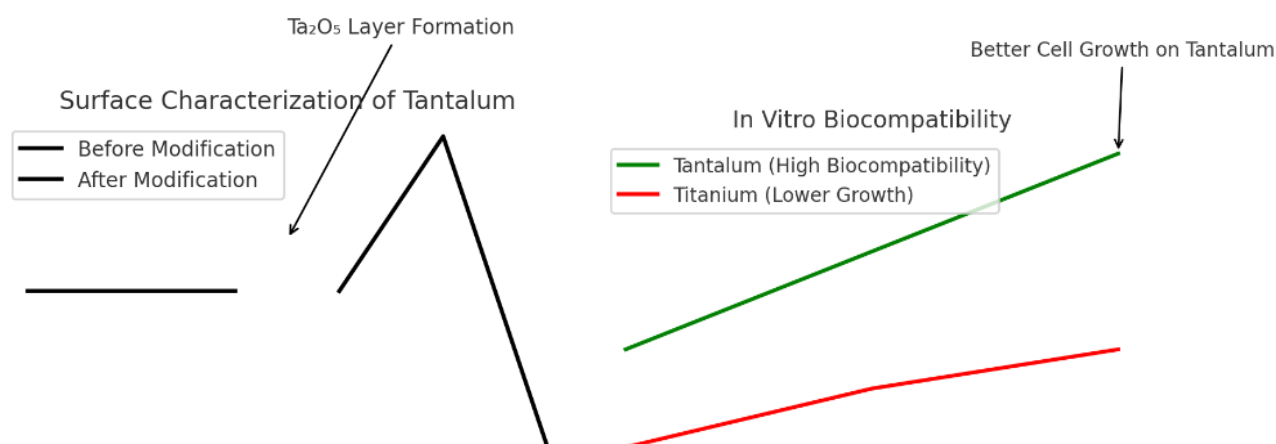 Ta₂O₅ Layer Formation
Surface Characterization of Tantalum
Before Modification
After Modification
Better Cell Growth on Tantalum
In Vitro Biocompatibility
Tantalum (High Biocompatibility)
Titanium (Lower Growth)